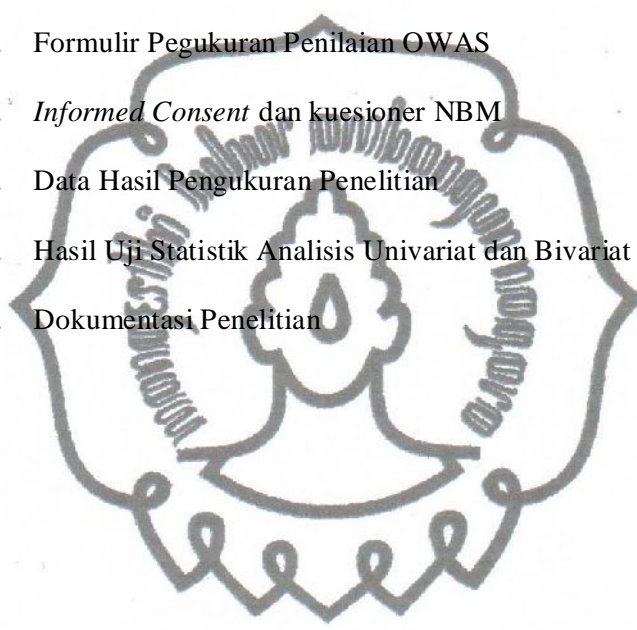 Formulir Pegukuran Penilaian OWAS
Informed Consent dan kuesioner NBM
Data Hasil Pengukuran Penelitian
Hasil Uji Statistik Analisis Univariat dan Bivariat
Dokumentasi Penelitian